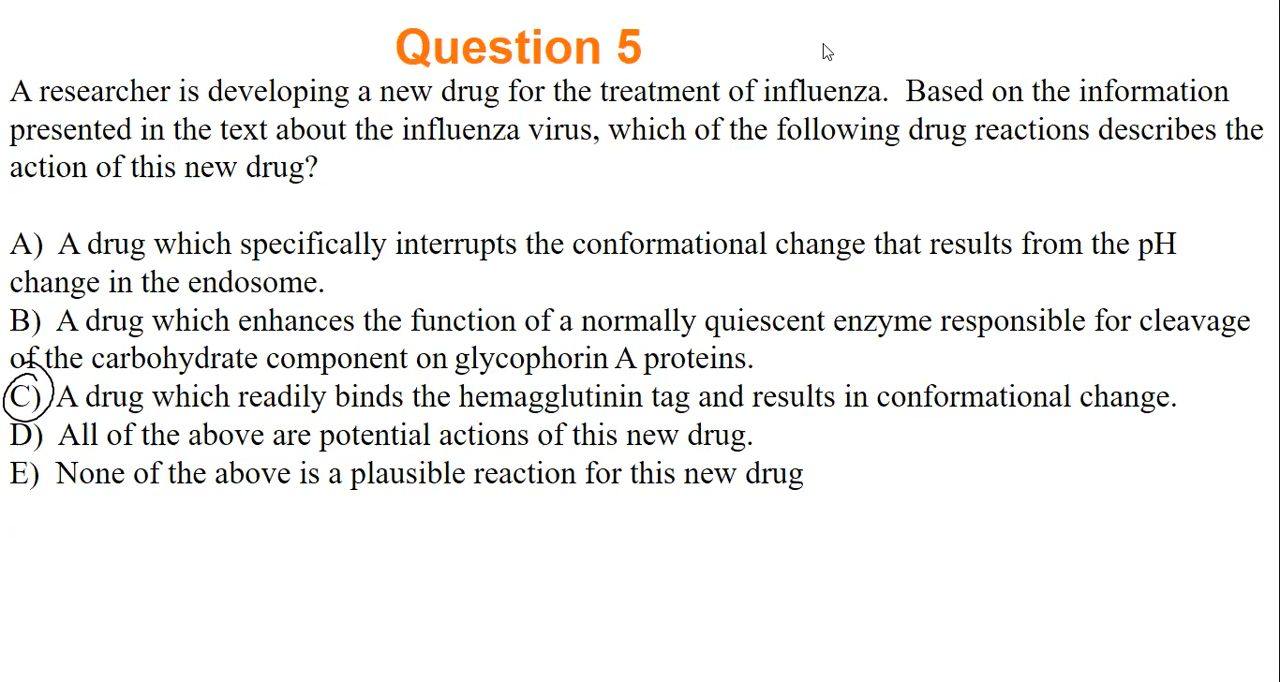 Question 5
A researcher is developing a new drug for the treatment of influenza.  Based on the information
presented in the text about the influenza virus, which of the following drug reactions describes the
action of this new drug?
A)  A drug which specifically interrupts the conformational change that results from the pH
change in the endosome.
B)  A drug which enhances the function of a normally quiescent enzyme responsible for cleavage
of the carbohydrate component on glycophorin A proteins.
C)  A drug which readily binds the hemagglutinin tag and results in conformational change.
D)  All of the above are potential actions of this new drug.
E)  None of the above is a plausible reaction for this new drug